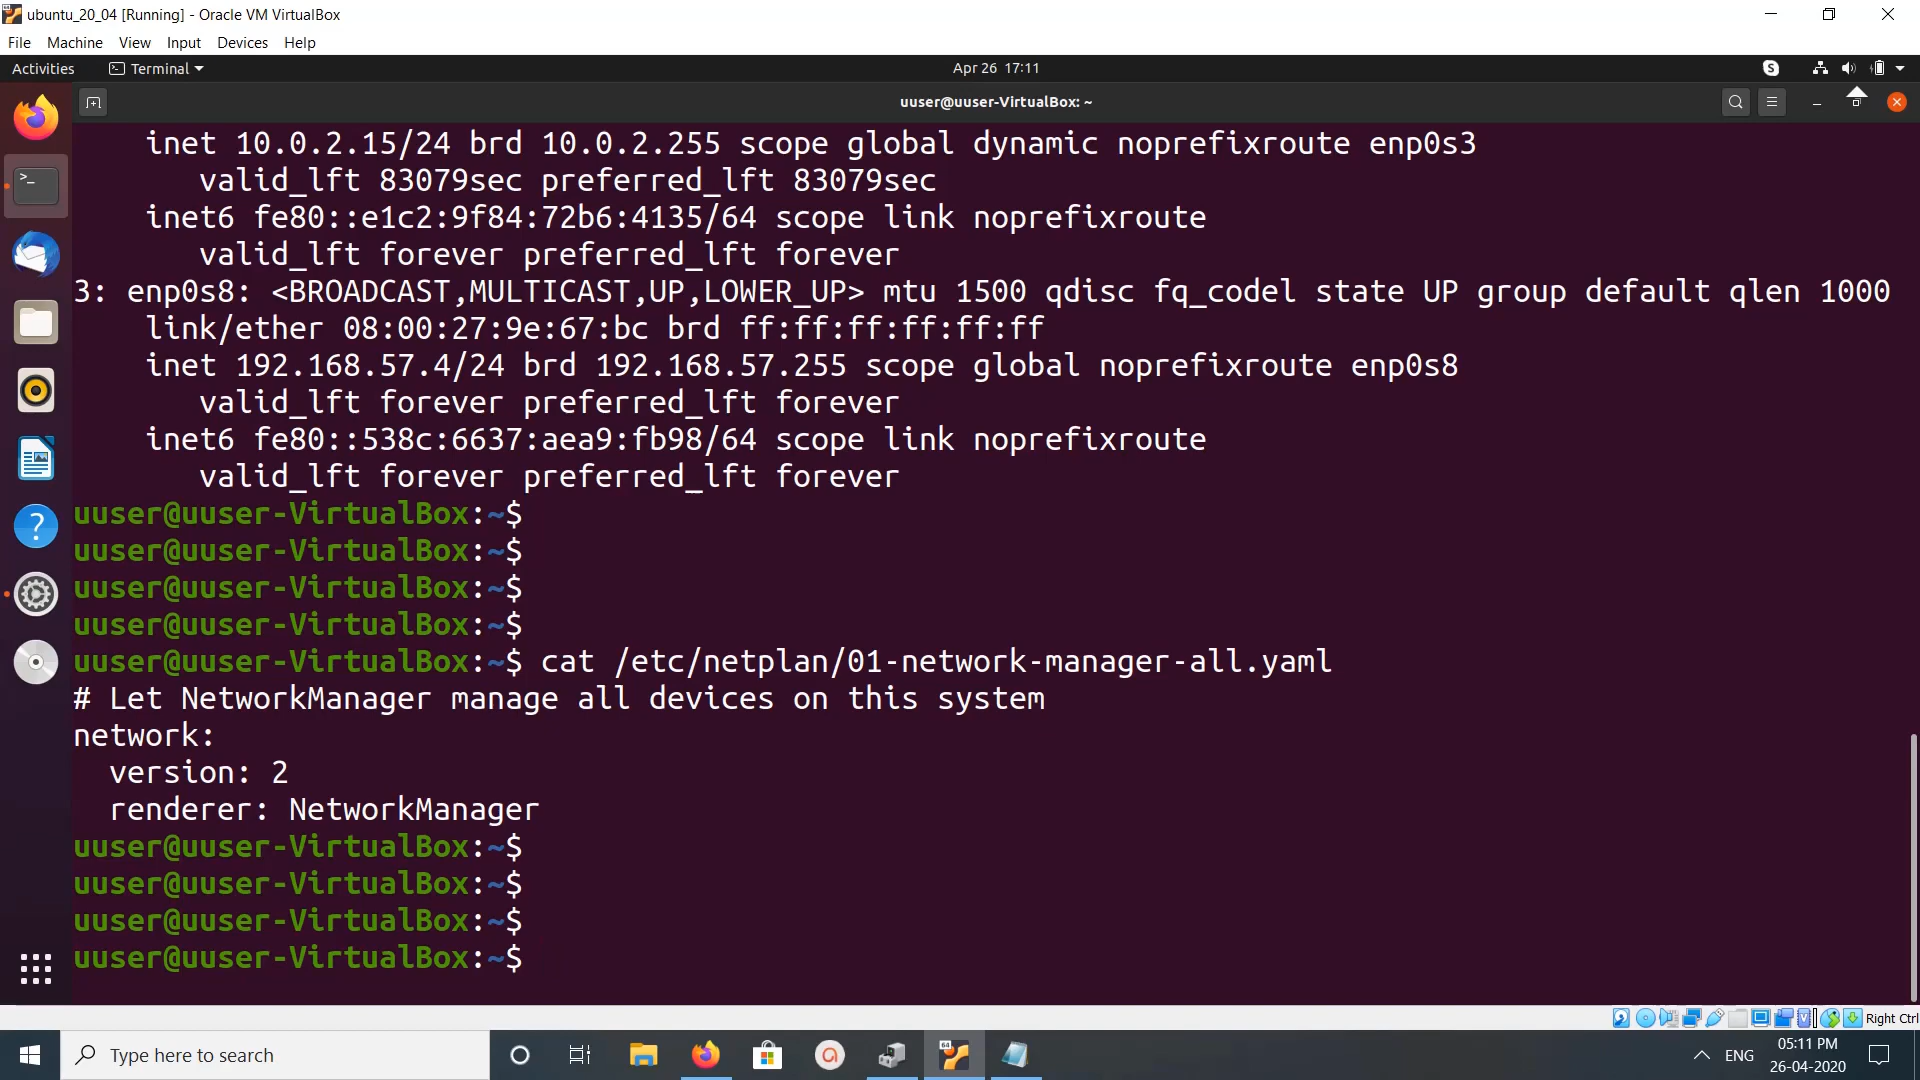 ubuntu_20_04 [Running] - Oracle VM VirtualBox
File Machine View Input Devices Help
Activities Terminal Apr 26 17:11
uuser@uuser-VirtualBox: ~
inet 10.0.2.15/24 brd 10.0.2.255 scope global dynamic noprefixroute enp0s3
valid_lft 83079sec preferred_lft 83079sec
inet6 fe80::e1c2:9f84:72b6:4135/64 scope link noprefixroute
valid_lft forever preferred_lft forever
3: enp0s8: <BROADCAST,MULTICAST,UP,LOWER_UP> mtu 1500 qdisc fq_codel state UP group default qlen 1000
link/ether 08:00:27:9e:67:bc brd ff:ff:ff:ff:ff:ff
inet 192.168.57.4/24 brd 192.168.57.255 scope global noprefixroute enp0s8
valid_lft forever preferred_lft forever
inet6 fe80::538c:6637:aea9:fb98/64 scope link noprefixroute
valid_lft forever preferred_lft forever
uuser@uuser-VirtualBox:~$
uuser@uuser-VirtualBox:~$
uuser@uuser-VirtualBox:~$
uuser@uuser-VirtualBox:~$
uuser@uuser-VirtualBox:~$ cat /etc/netplan/01-network-manager-all.yaml
# Let NetworkManager manage all devices on this system
network:
version: 2
renderer: NetworkManager
uuser@uuser-VirtualBox:~$
uuser@uuser-VirtualBox:~$
uuser@uuser-VirtualBox:~$
uuser@uuser-VirtualBox:~$
Right Ctrl
Type here to search
ENG
05:11 PM
26-04-2020